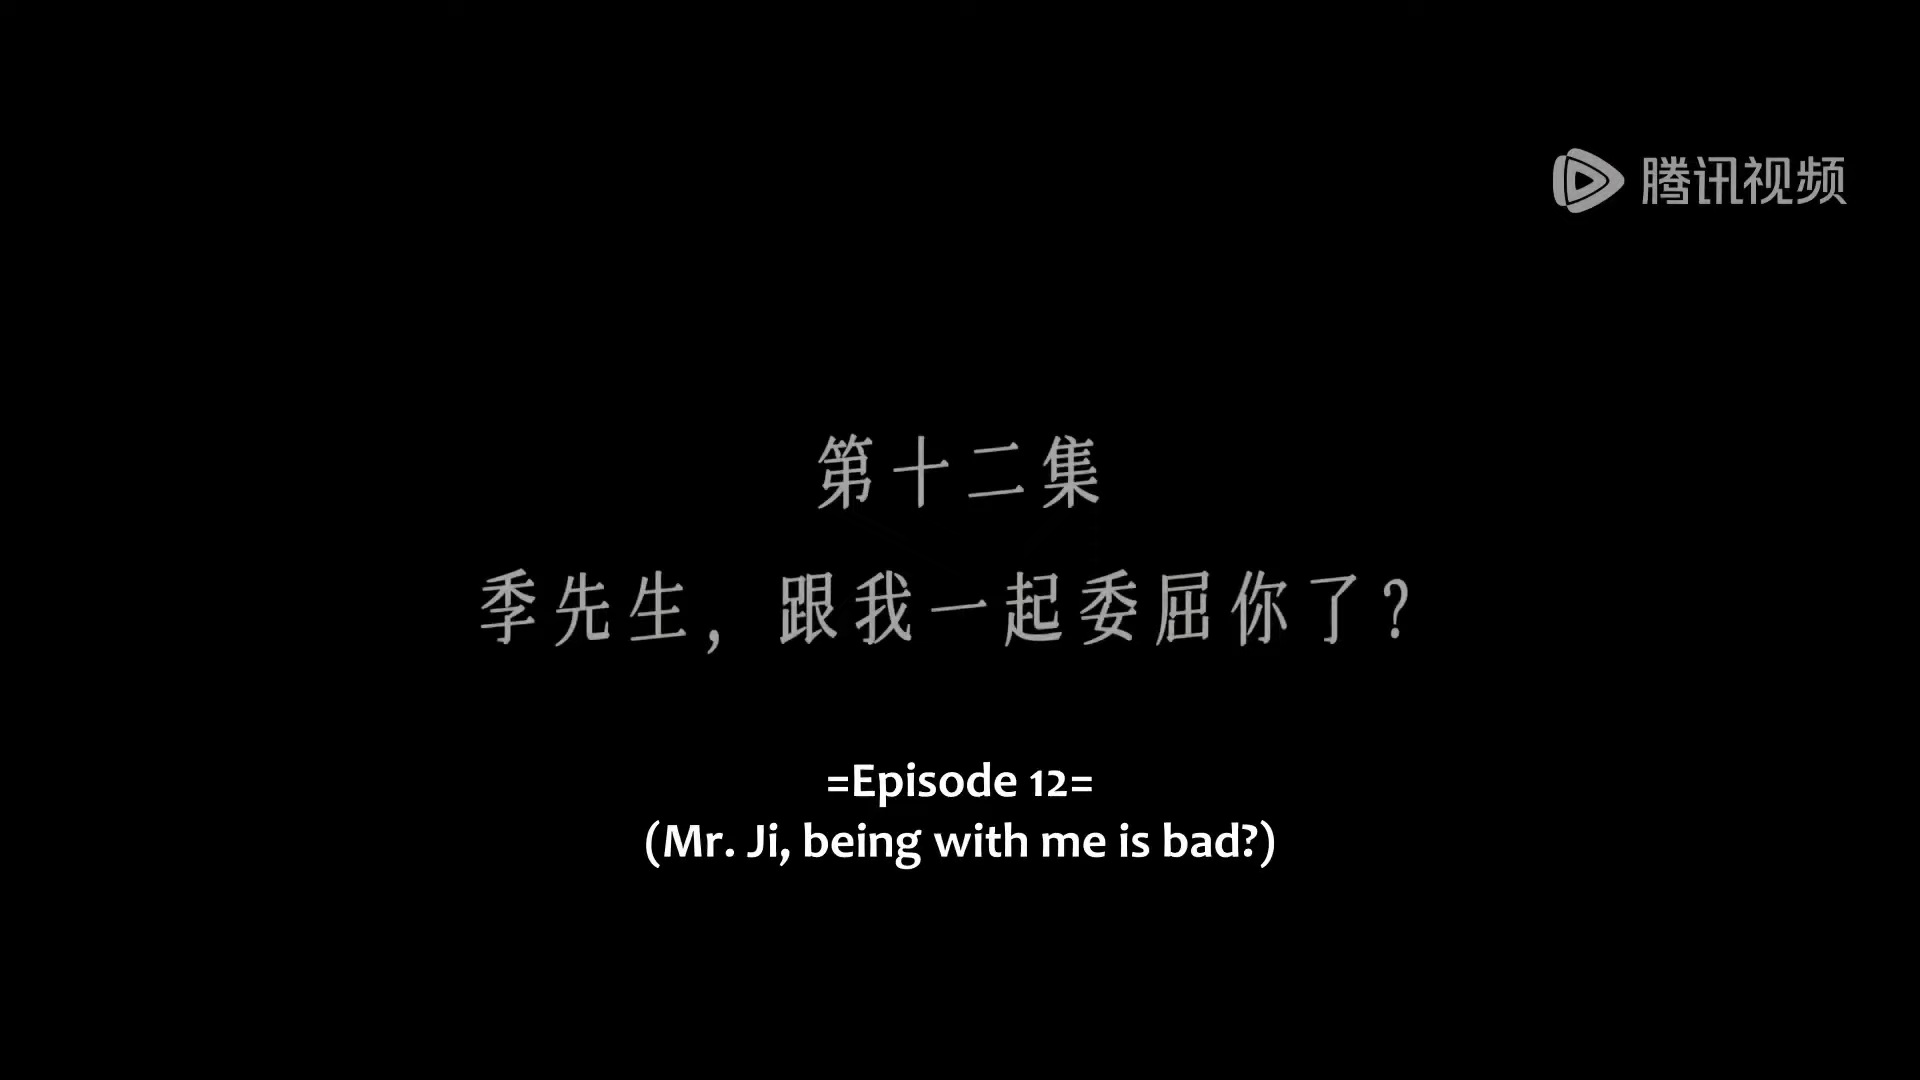 腾讯视频
第十二集
季先生，跟我一起委屈你了？
=Episode 12=
(Mr. Ji, being with me is bad?)